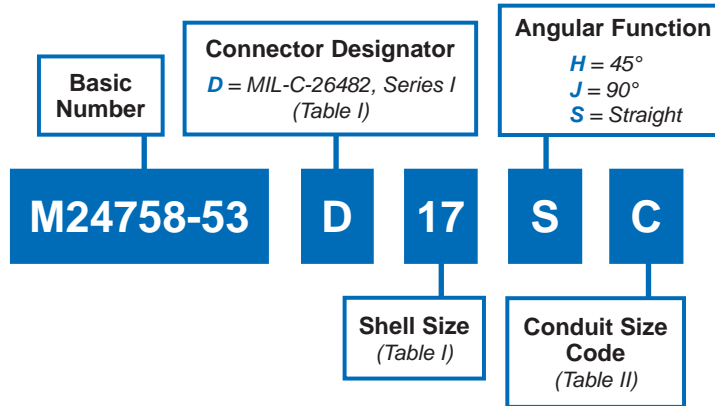 Basic
Number
Connector Designator
D = MIL-C-26482, Series I
(Table I)
Angular Function
H = 45°
J = 90°
S = Straight
M24758-53
D
17
S
C
Shell Size
(Table I)
Conduit Size
Code
(Table II)